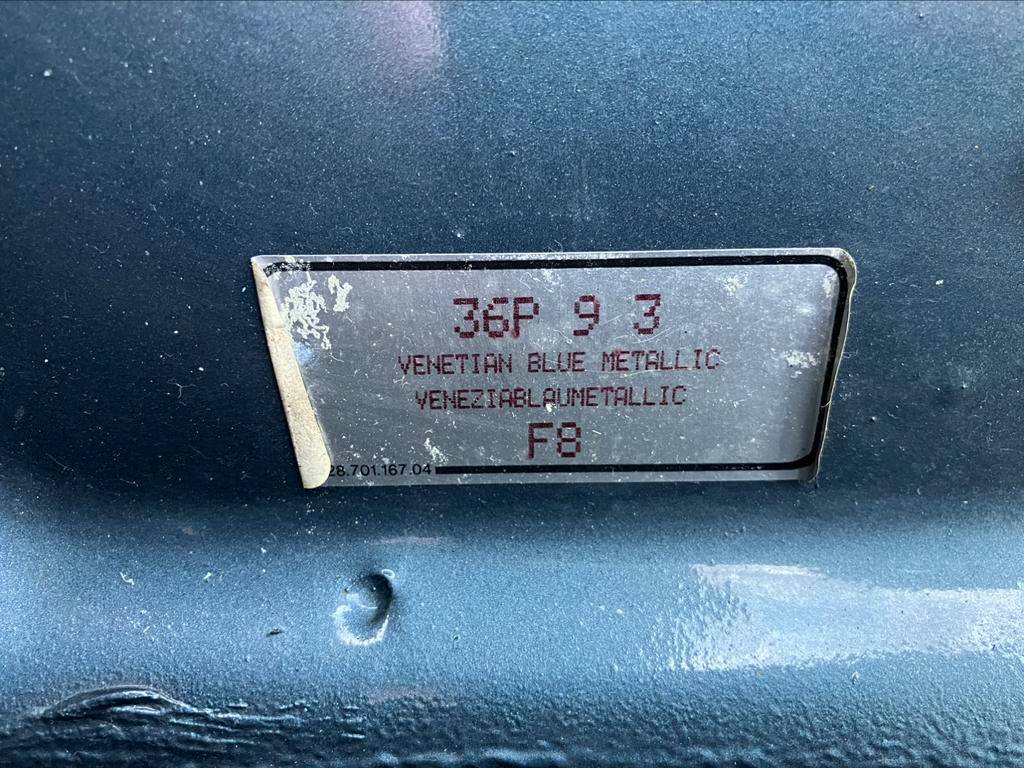 36P 9 3
VENETIAN BLUE METALLIC
VENEZIABLAUMETALLIC
F8
28.701.167.04